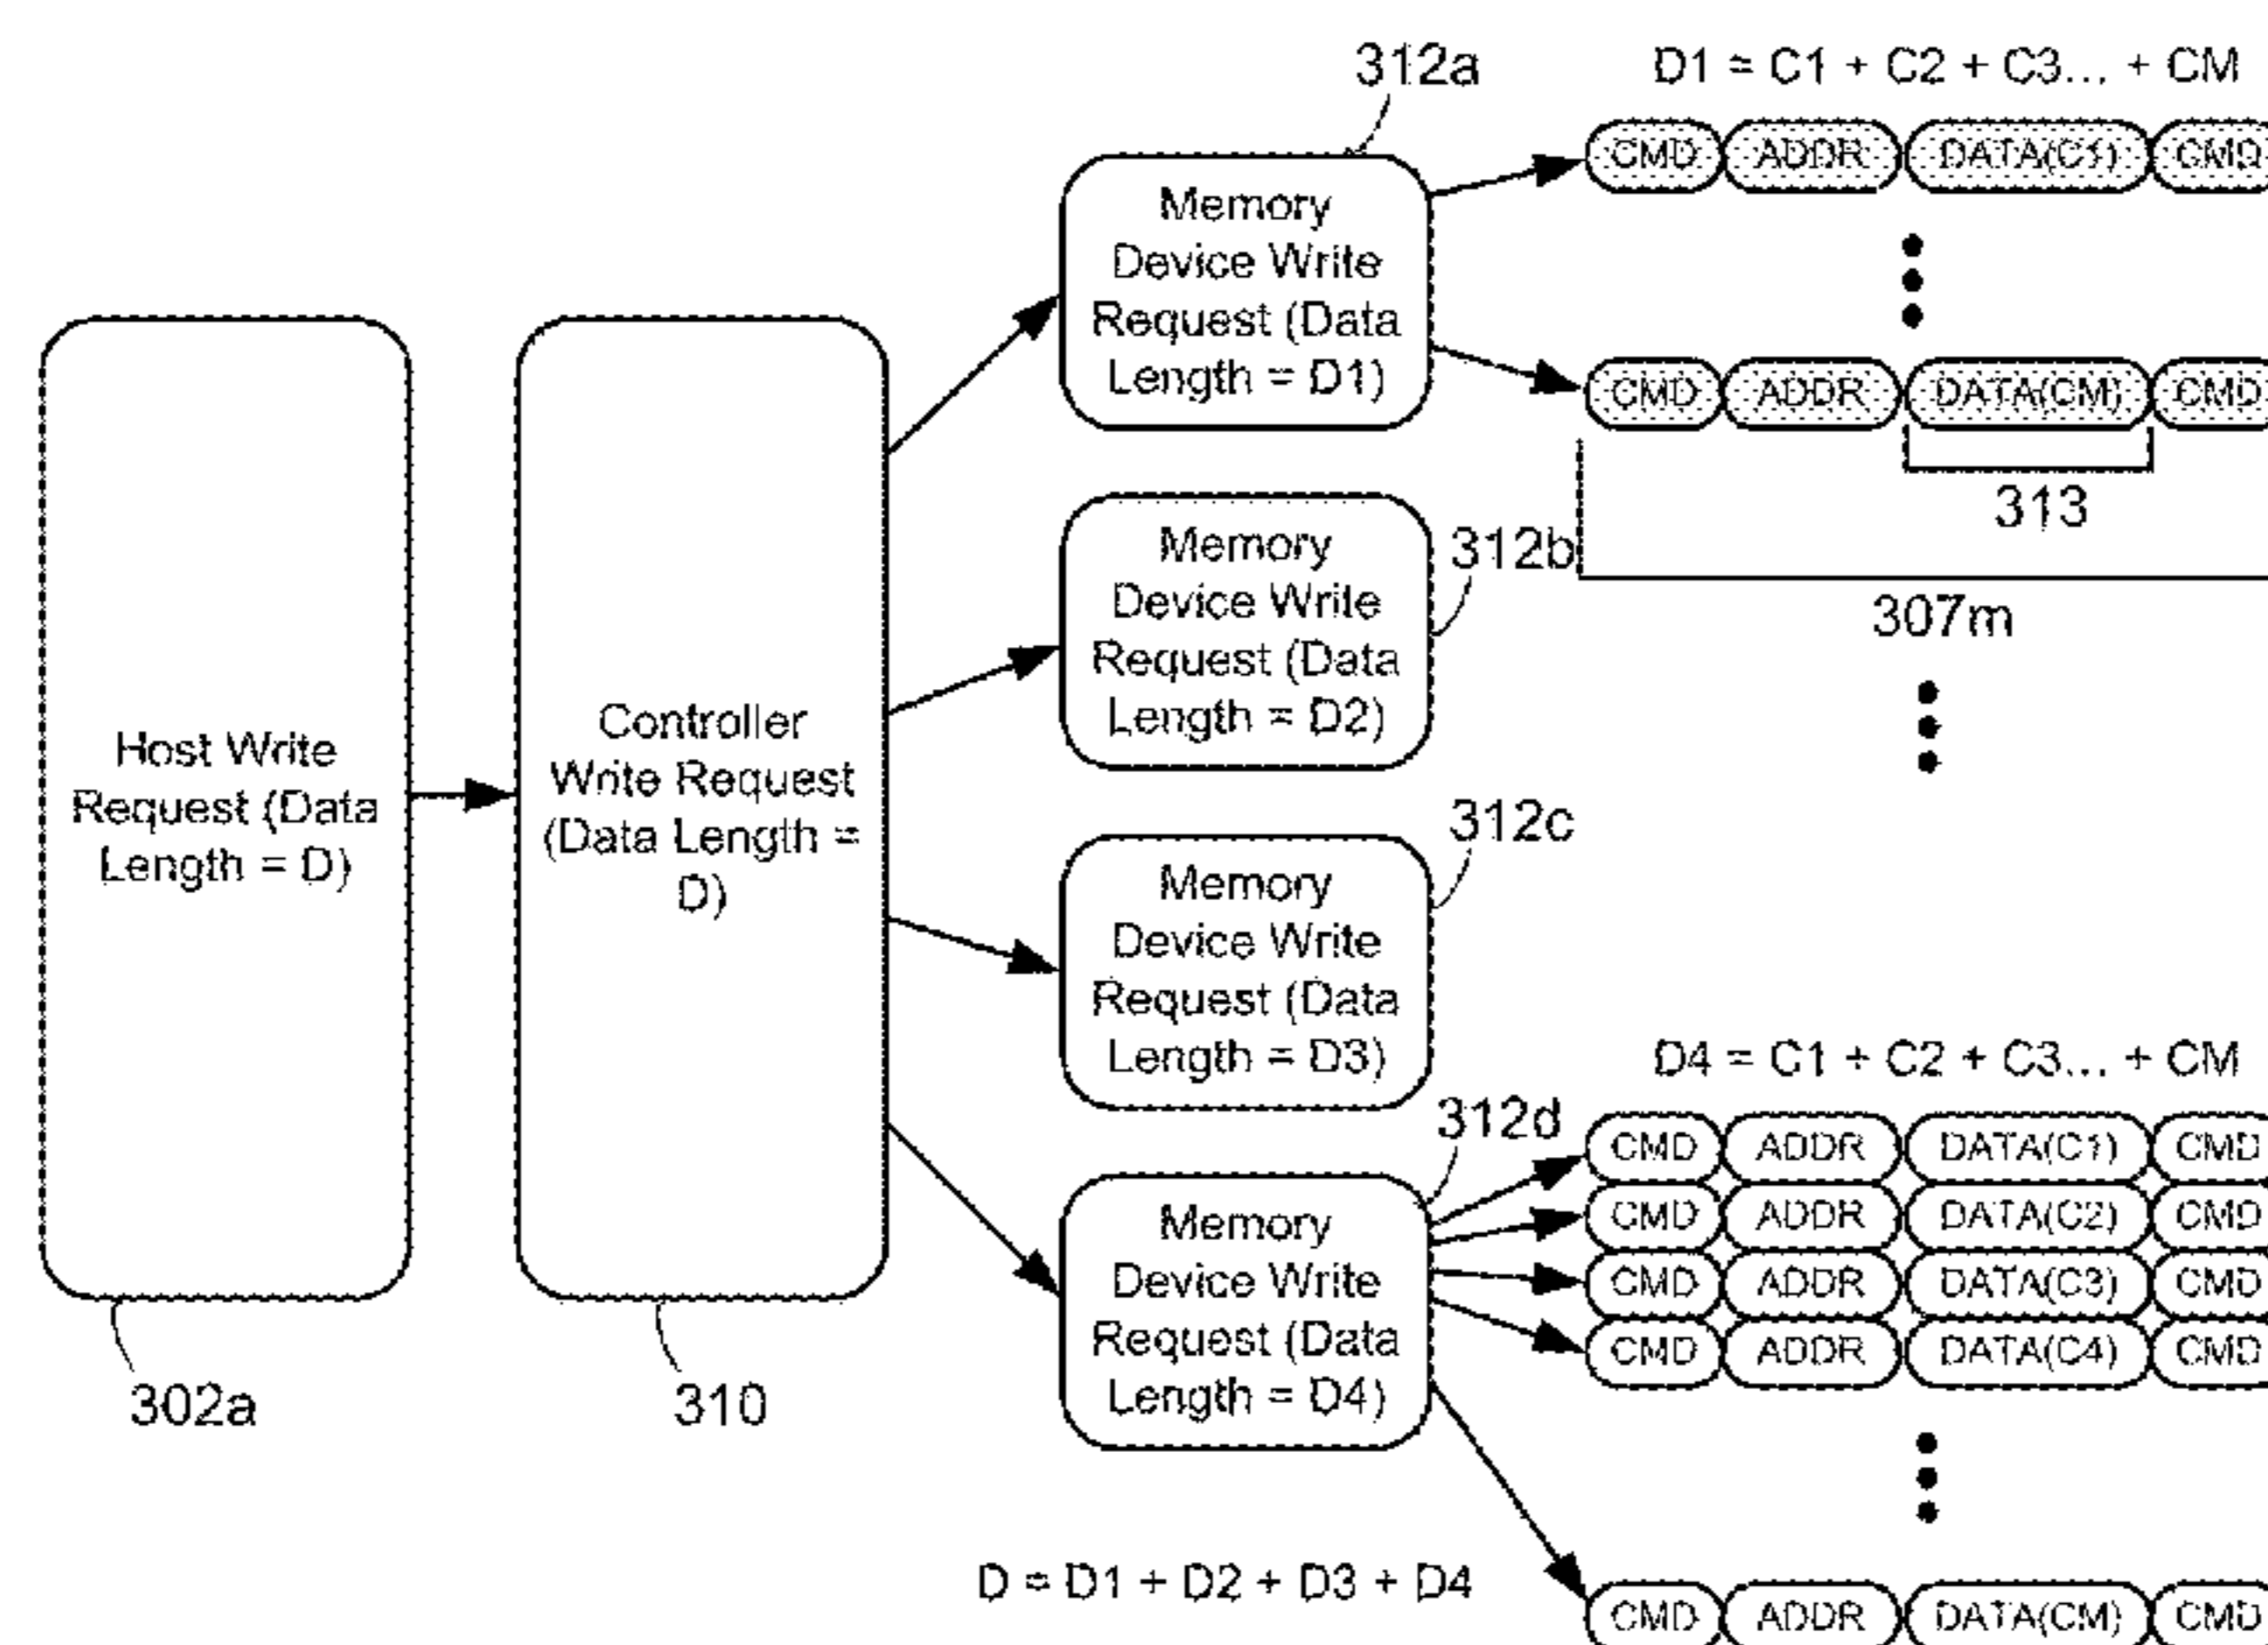 312a
D1 = C1 + C2 + C3... + CM
CMD ADDR DATA(C1) CMD
Memory
Device Write
Request (Data
Length = D1)
CMD ADDR DATA(CM) CMD
313
307m
Memory
Device Write
Request (Data
Length = D2)
312b
Host Write
Request (Data
Length = D)
302a
Controller
Write Request
(Data Length =
D)
310
312c
Memory
Device Write
Request (Data
Length = D3)
D4 = C1 + C2 + C3... + CM
312d
Memory
Device Write
Request (Data
Length = D4)
CMD ADDR DATA(C1) CMD
CMD ADDR DATA(C2) CMD
CMD ADDR DATA(C3) CMD
CMD ADDR DATA(C4) CMD
D = D1 + D2 + D3 + D4
CMD ADDR DATA(CM) CMD